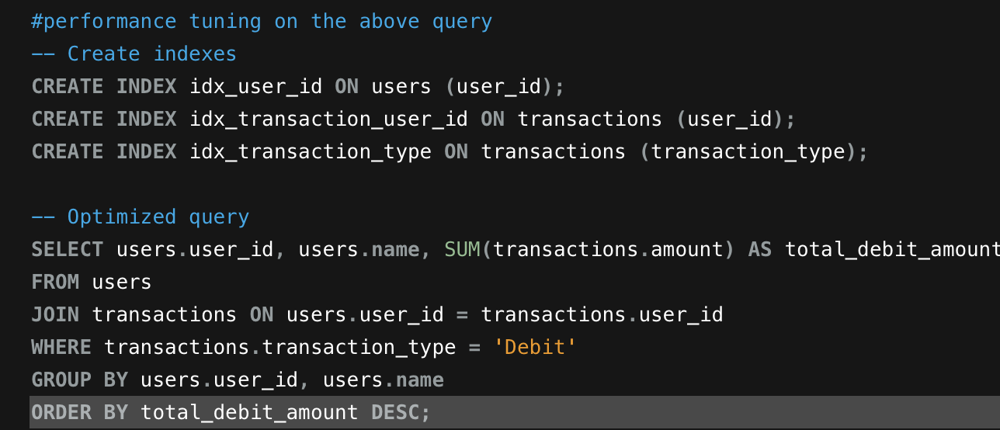 #performance tuning on the above query
-- Create indexes
CREATE INDEX idx_user_id ON users (user_id);
CREATE INDEX idx_transaction_user_id ON transactions (user_id);
CREATE INDEX idx_transaction_type ON transactions (transaction_type);
-- Optimized query
SELECT users.user_id, users.name, SUM(transactions.amount) AS total_debit_amount
FROM users
JOIN transactions ON users.user_id = transactions.user_id
WHERE transactions.transaction_type = 'Debit'
GROUP BY users.user_id, users.name
ORDER BY total_debit_amount DESC;